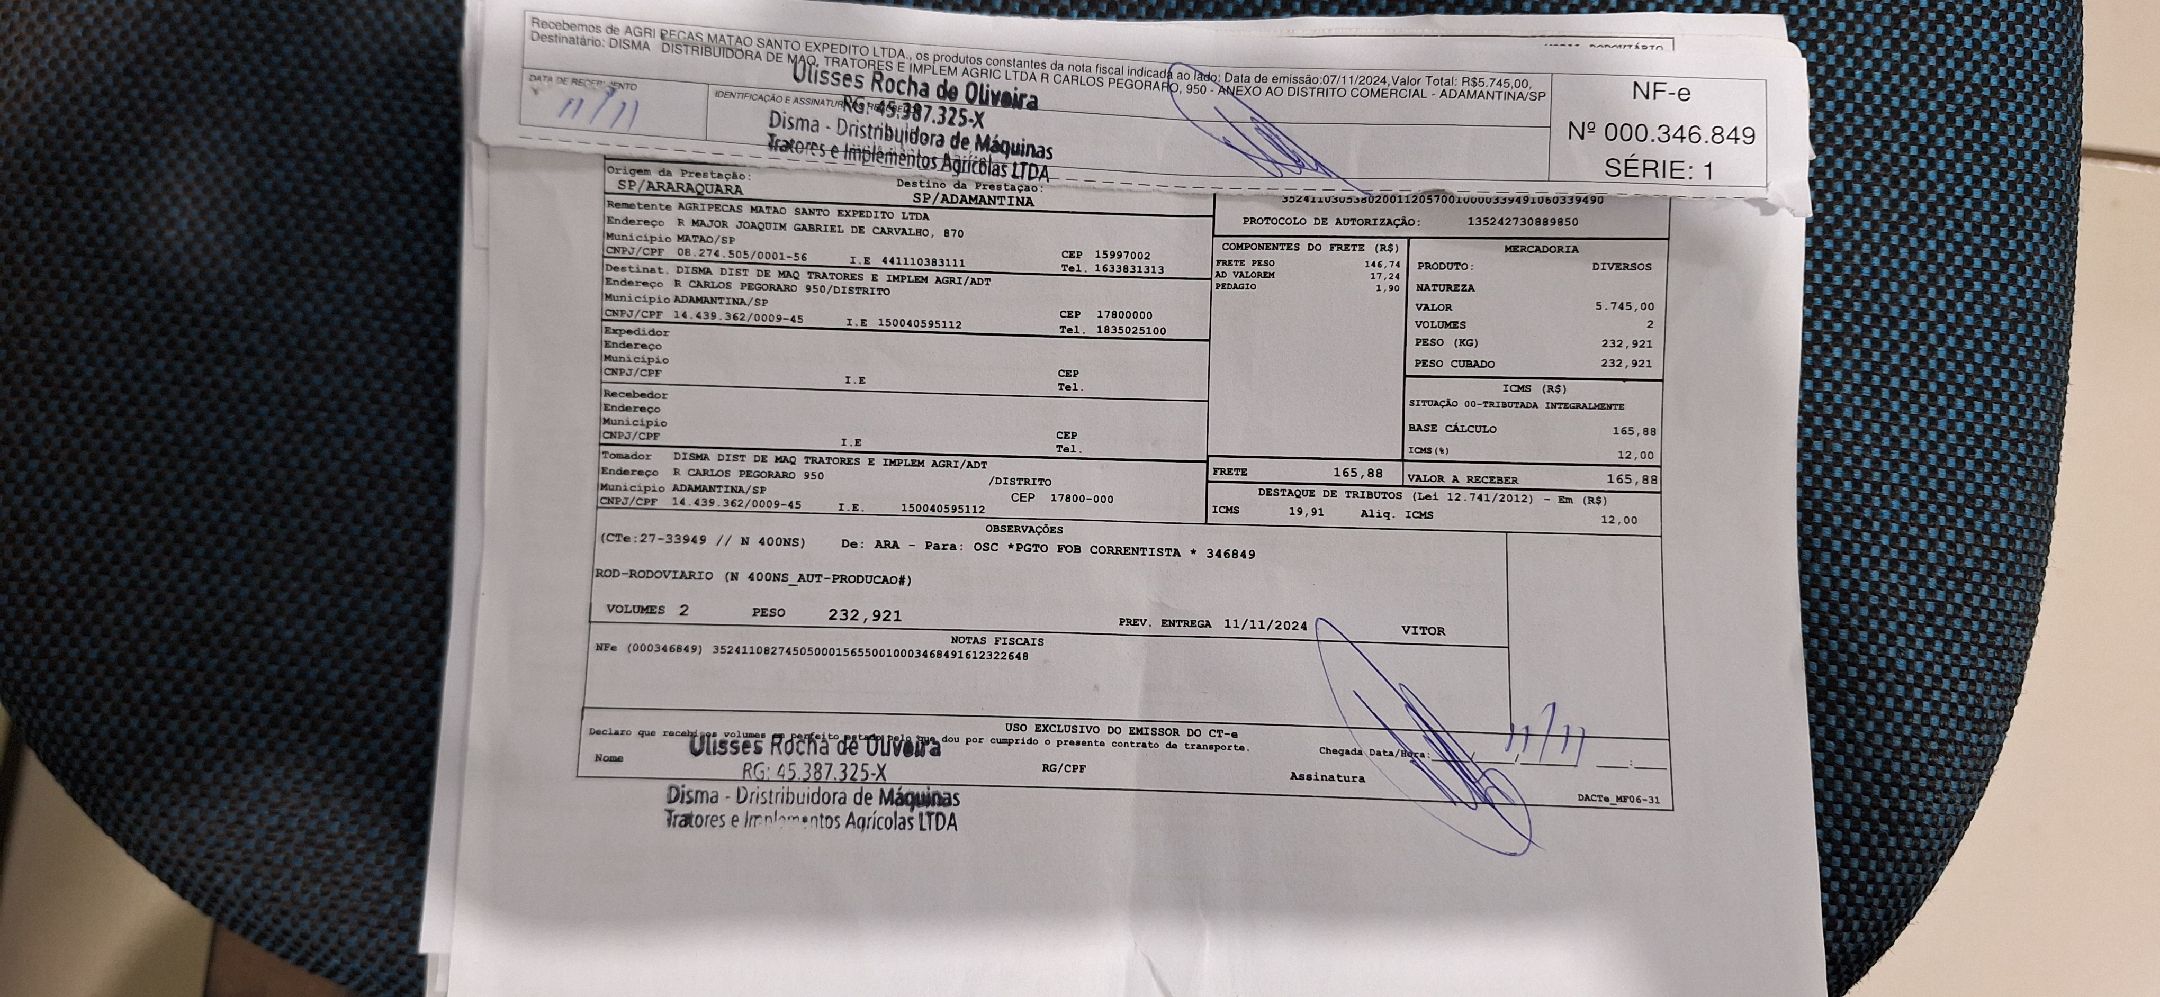 Recebemos de AGRI PECAS MATAO SANTO EXPEDITO LTDA., os produtos constantes da nota fiscal indicada ao lado; Data de emissão:07/11/2024,Valor Total: R$5.745,00,
Destinatário: DISMA DISTRIBUIDORA DE MAQ, TRATORES E IMPLEM AGRIC LTDA R CARLOS PEGORARO, 950 - ANEXO AO DISTRITO COMERCIAL - ADAMANTINA/SP
DATA DE RECEBIMENTO
11/11
IDENTIFICAÇÃO E ASSINATURA
Ulisses Rocha de Oliveira
RG: 45.387.325-X
Disma - Dristribuidora de Máquinas
Tratores e Implementos Agrícolas LTDA
NF-e
Nº 000.346.849
SÉRIE: 1
Origem da Prestação:
SP/ARARAQUARA
Destino da Prestação:
SP/ADAMANTINA
Remetente AGRIPECAS MATAO SANTO EXPEDITO LTDA
Endereço R MAJOR JOAQUIM GABRIEL DE CARVALHO, 870
Município MATAO/SP CEP 15997002
CNPJ/CPF 08.274.505/0001-56 I.E 441110383111 Tel. 1633831313
Destinat. DISMA DIST DE MAQ TRATORES E IMPLEM AGRI/ADT
Endereço R CARLOS PEGORARO 950/DISTRITO
Município ADAMANTINA/SP CEP 17800000
CNPJ/CPF 14.439.362/0009-45 I.E 150040595112 Tel. 1835025100
Expedidor
Endereço
Município CEP
CNPJ/CPF I.E Tel.
Recebedor
Endereço
Município CEP
CNPJ/CPF I.E Tel.
Tomador DISMA DIST DE MAQ TRATORES E IMPLEM AGRI/ADT
Endereço R CARLOS PEGORARO 950 /DISTRITO
Município ADAMANTINA/SP CEP 17800-000
CNPJ/CPF 14.439.362/0009-45 I.E. 150040595112
PROTOCOLO DE AUTORIZAÇÃO: 135242730889850
COMPONENTES DO FRETE (R$)
FRETE PESO 146,74
AD VALOREM 17,24
PEDAGIO 1,90
MERCADORIA
PRODUTO: DIVERSOS
NATUREZA
VALOR 5.745,00
VOLUMES 2
PESO (KG) 232,921
PESO CUBADO 232,921
ICMS (R$)
SITUAÇÃO 00-TRIBUTADA INTEGRALMENTE
BASE CÁLCULO 165,88
ICMS(%) 12,00
FRETE 165,88
VALOR A RECEBER 165,88
DESTAQUE DE TRIBUTOS (Lei 12.741/2012) - Em (R$)
ICMS 19,91 Aliq. ICMS 12,00
OBSERVAÇÕES
(CTe:27-33949 // N 400NS) De: ARA - Para: OSC *PGTO FOB CORRENTISTA * 346849
ROD-RODOVIARIO (N 400NS_AUT-PRODUCAO#)
VOLUMES 2 PESO 232,921 PREV. ENTREGA 11/11/2024 VITOR
NOTAS FISCAIS
NFe (000346849) 35241108274505000156550010003468491612322648
USO EXCLUSIVO DO EMISSOR DO CT-e
Declaro que recebi os volumes em perfeito estado pelo que dou por cumprido o presente contrato de transporte.
Chegada Data/Hora: 11/11
Nome
RG/CPF
Assinatura
Ulisses Rocha de Oliveira
RG: 45.387.325-X
Disma - Dristribuidora de Máquinas
Tratores e Implementos Agrícolas LTDA
DACTe_MF06-31